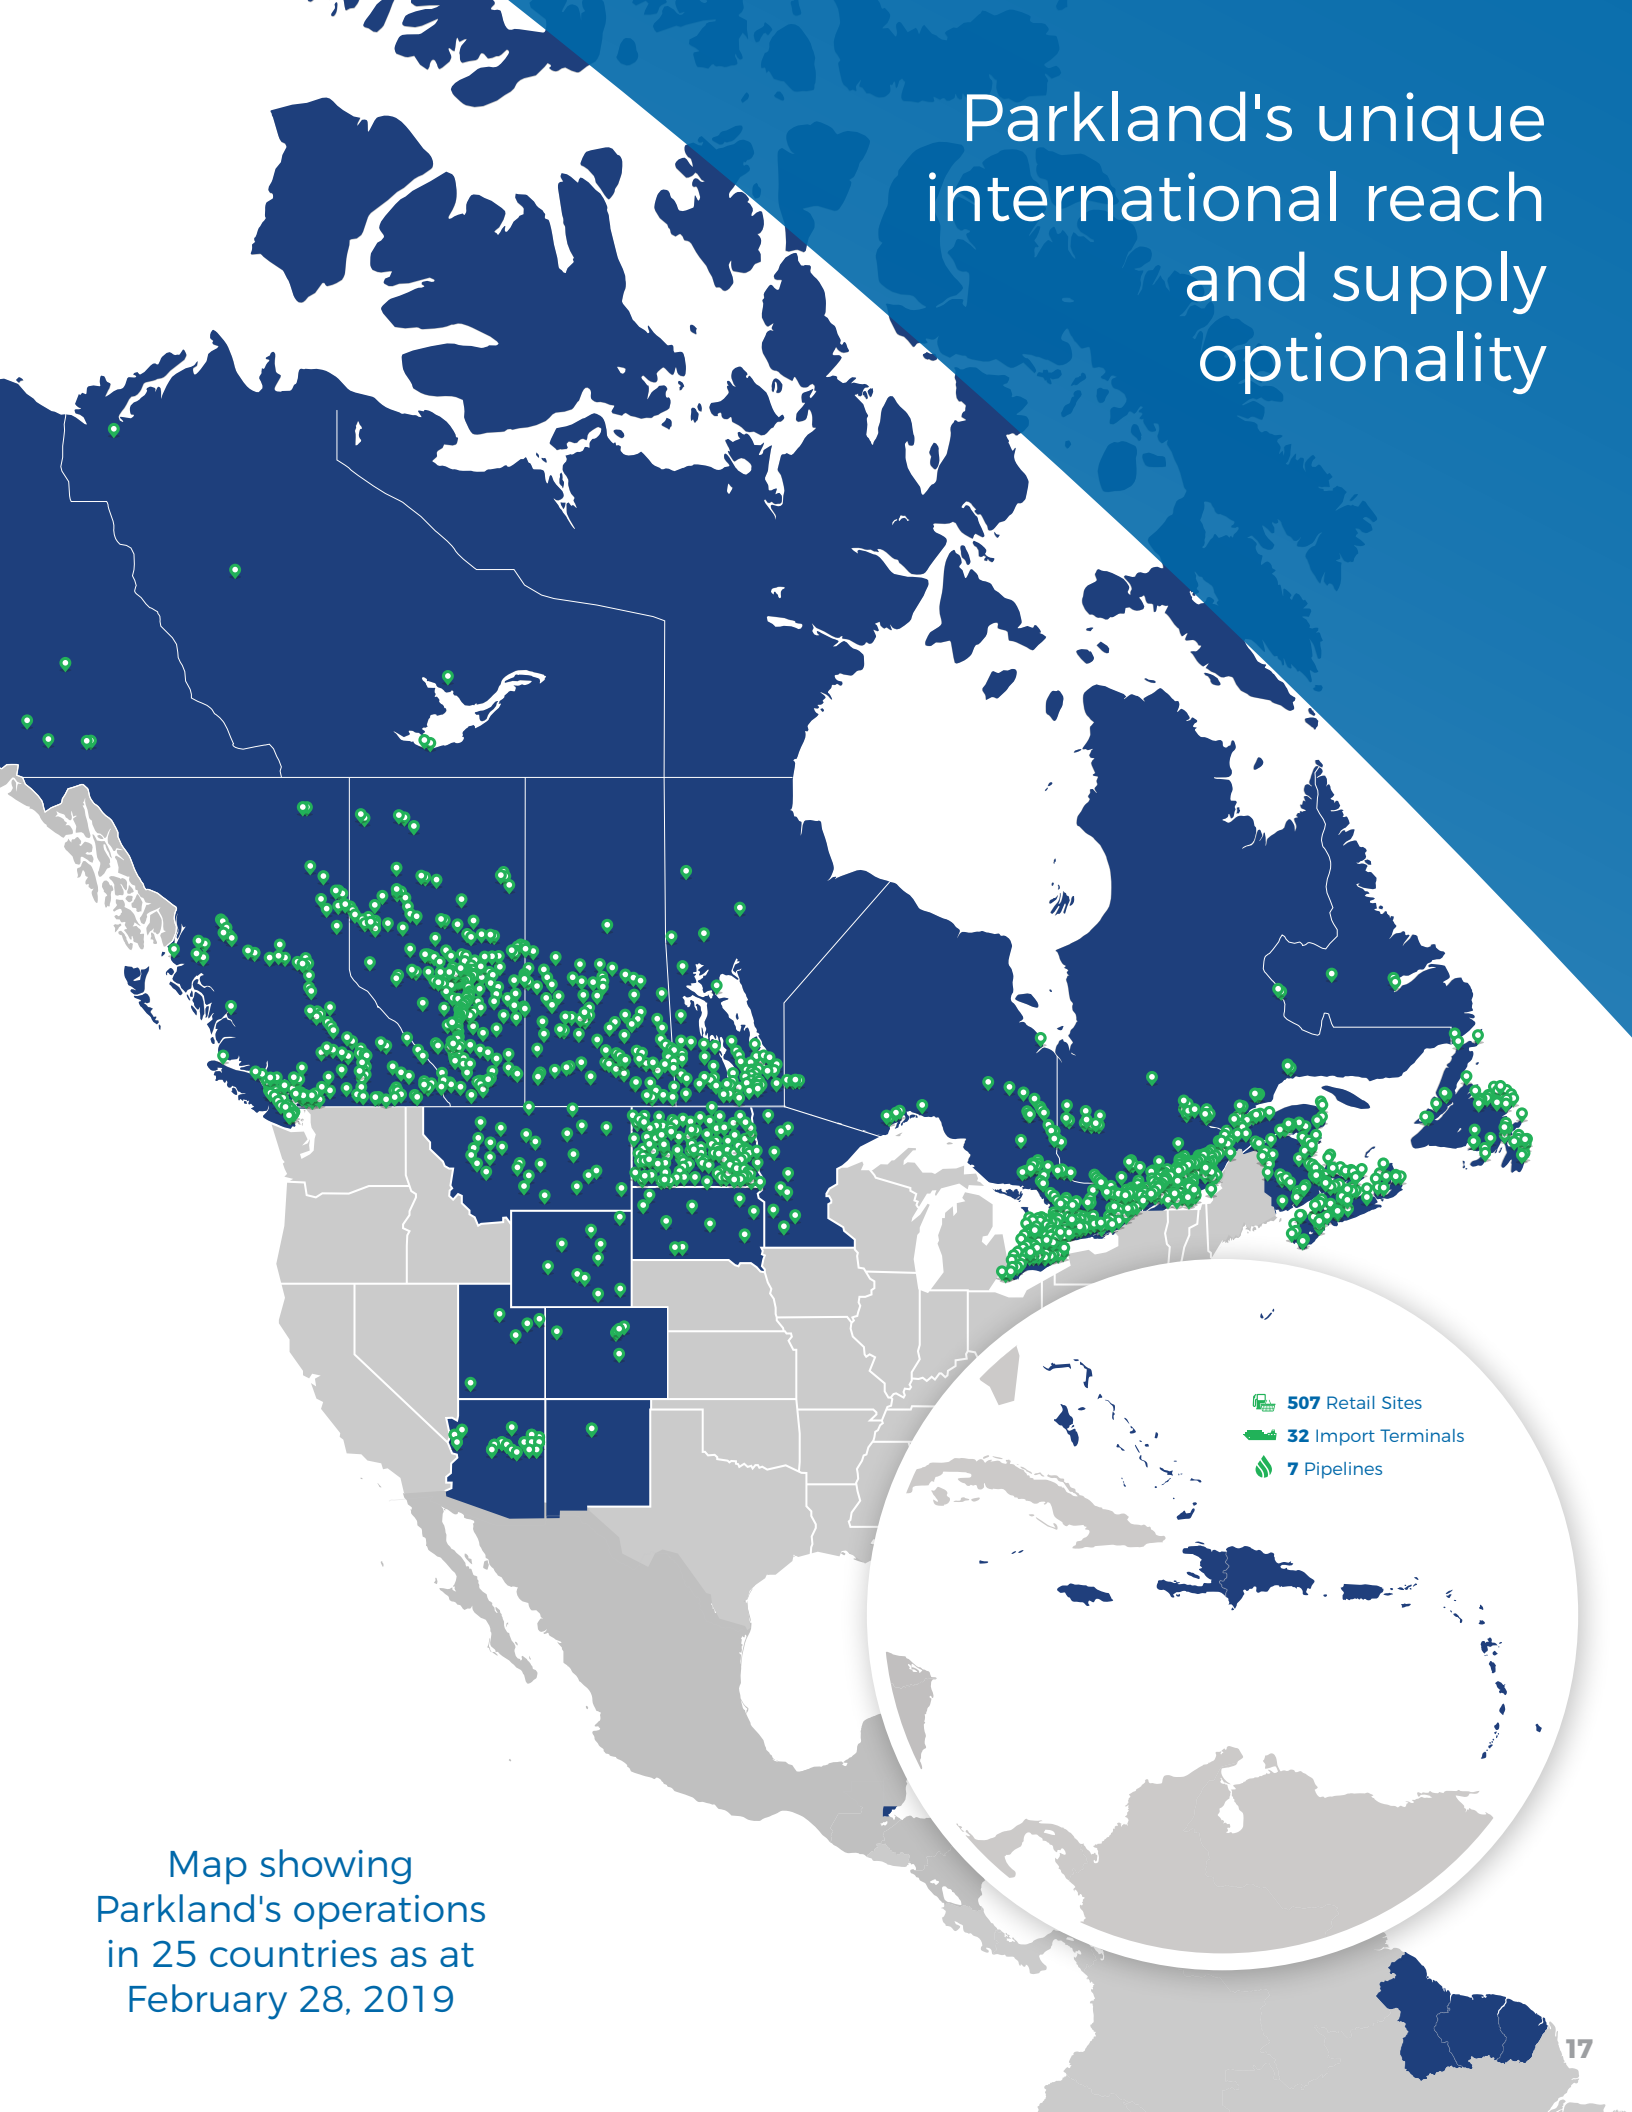 Parkland's unique
international reach
and supply
optionality
507 Retail Sites
32 Import Terminals
7 Pipelines
Map showing
Parkland's operations
in 25 countries as at
February 28, 2019
17